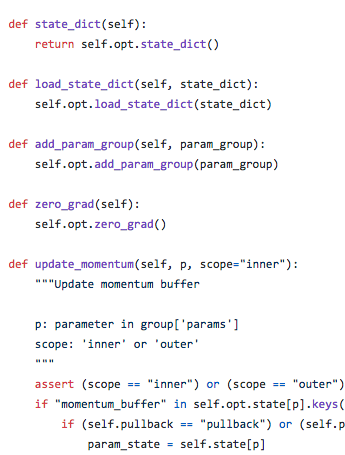 def state_dict(self):
    return self.opt.state_dict()
def load_state_dict(self, state_dict):
    self.opt.load_state_dict(state_dict)
def add_param_group(self, param_group):
    self.opt.add_param_group(param_group)
def zero_grad(self):
    self.opt.zero_grad()
def update_momentum(self, p, scope="inner"):
    """Update momentum buffer
    p: parameter in group['params']
    scope: 'inner' or 'outer'
    """
    assert (scope == "inner") or (scope == "outer")
    if "momentum_buffer" in self.opt.state[p].keys(
        if (self.pullback == "pullback") or (self.p
            param_state = self.state[p]